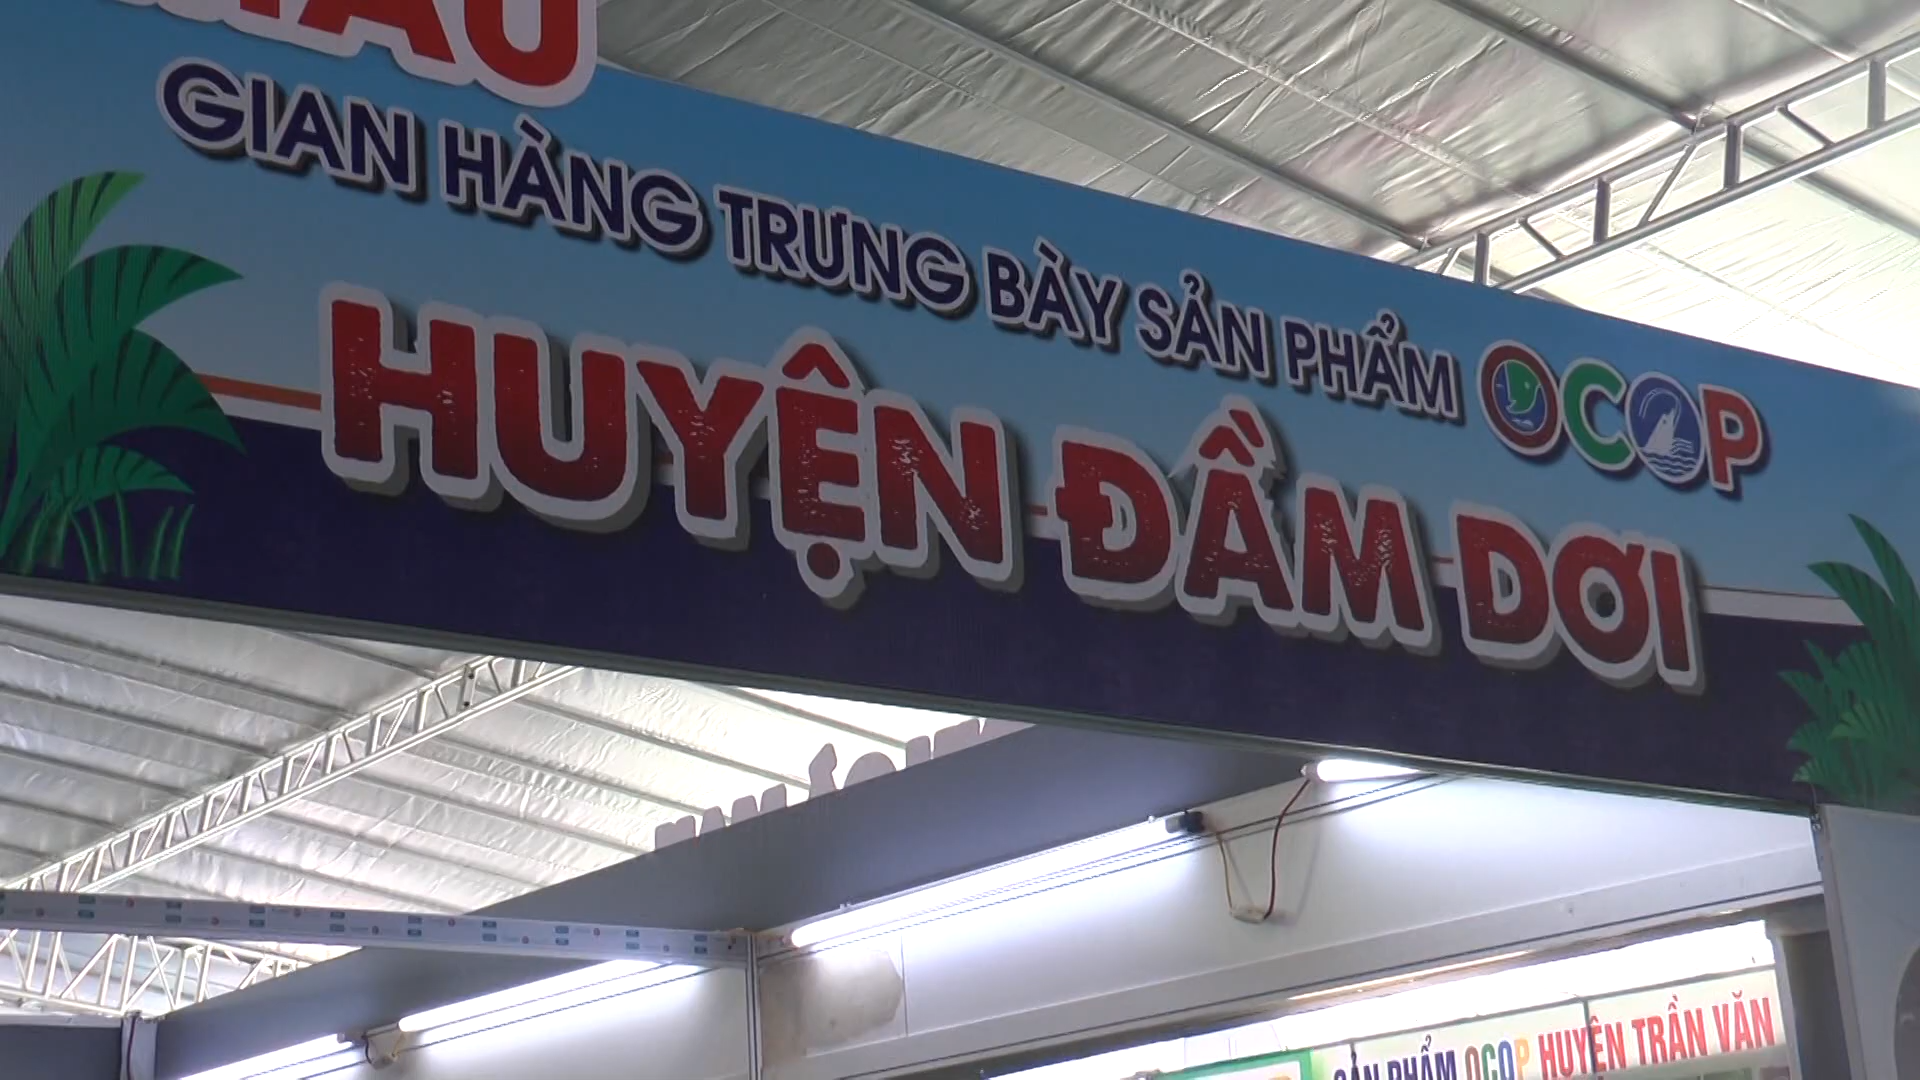 GIAN HÀNG TRƯNG BÀY SẢN PHẨM OCOP
HUYỆN ĐẦM DƠI
SẢN PHẨM OCOP HUYỆN TRẦN VĂN